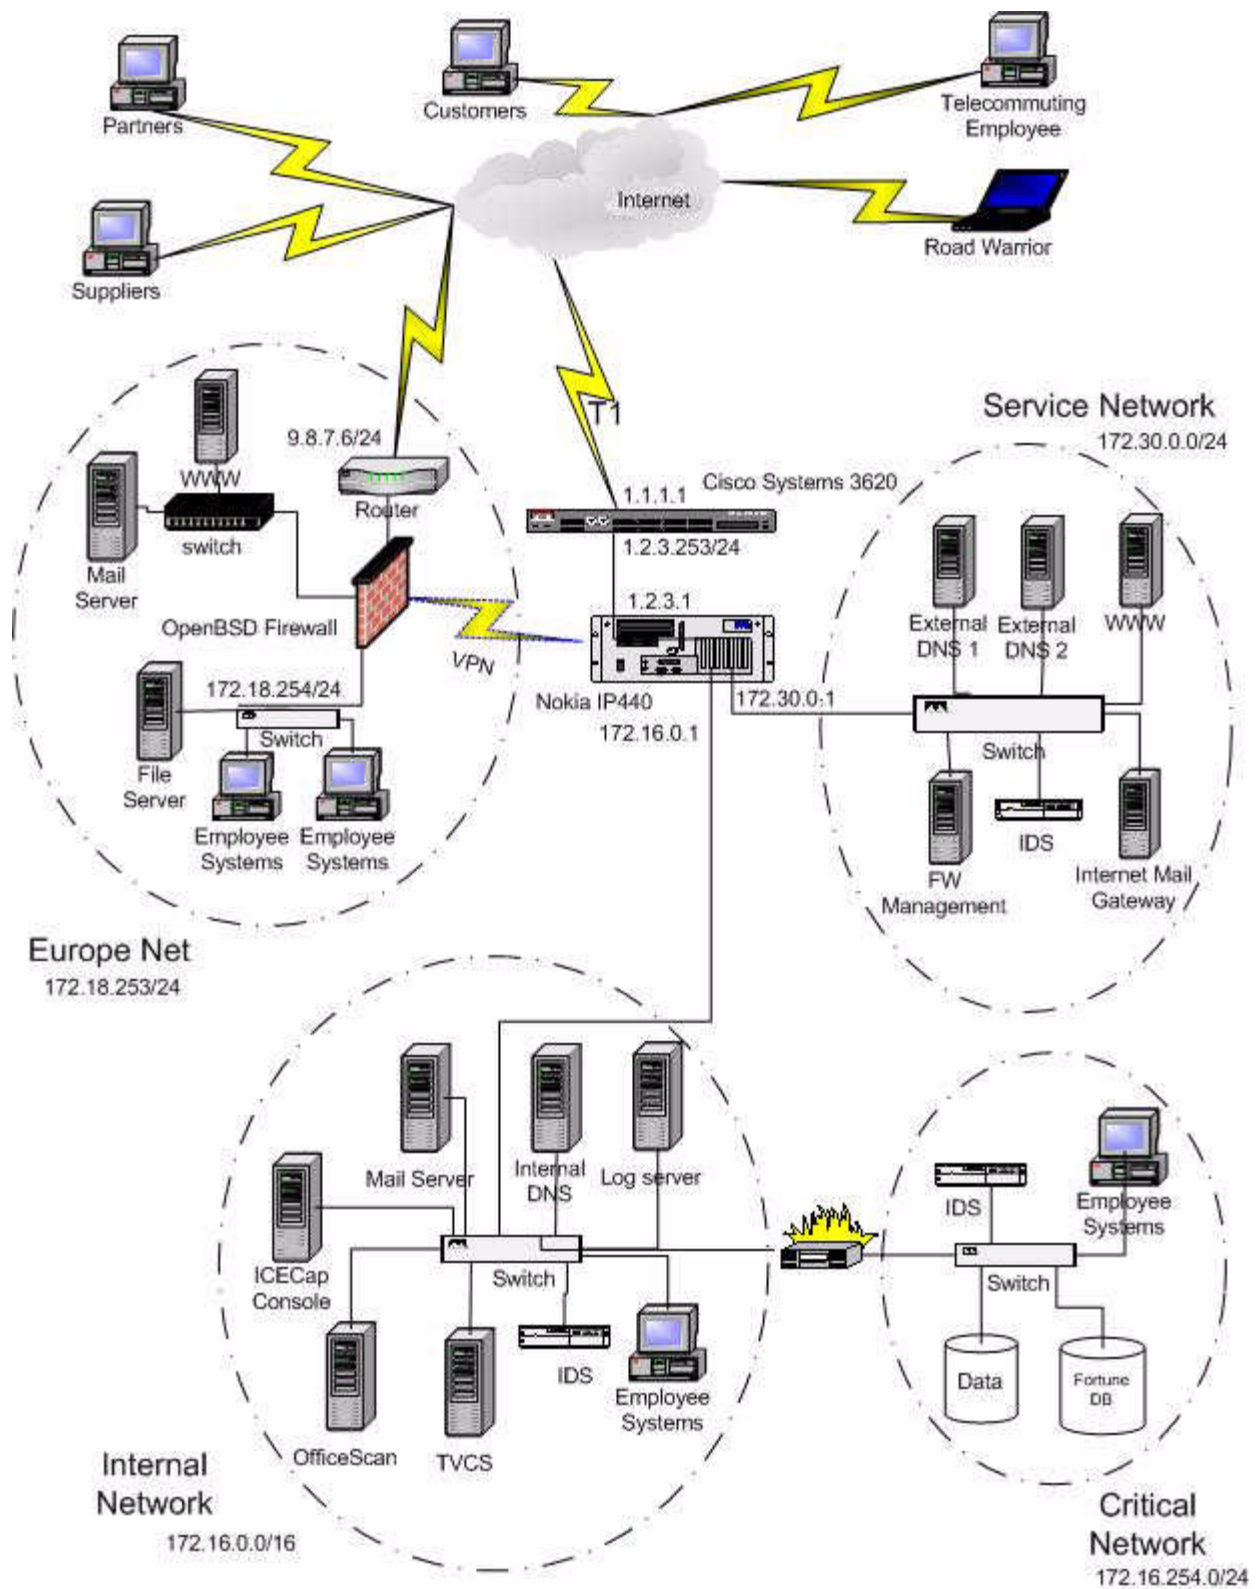 Partners
Customers
Telecommuting
Employee
Internet
Road Warrior
Suppliers
T1
Service Network
172.30.0.0/24
9.8.7.6/24
WWW
Router
1.1.1.1
Cisco Systems 3620
1.2.3.253/24
switch
Mail
Server
OpenBSD Firewall
VPN
1.2.3.1
External
DNS 1
External
DNS 2
WWW
172.18.254/24
Nokia IP440
172.16.0.1
172.30.0.1
Switch
Switch
File
Server
Employee
Systems
Employee
Systems
IDS
FW
Management
Internet Mail
Gateway
Europe Net
172.18.253/24
Mail Server
Internal
DNS
Log server
IDS
Employee
Systems
ICECap
Console
Switch
Switch
IDS
Employee
Systems
Data
Fortune
DB
OfficeScan
TVCS
Internal
Network
172.16.0.0/16
Critical
Network
172.16.254.0/24